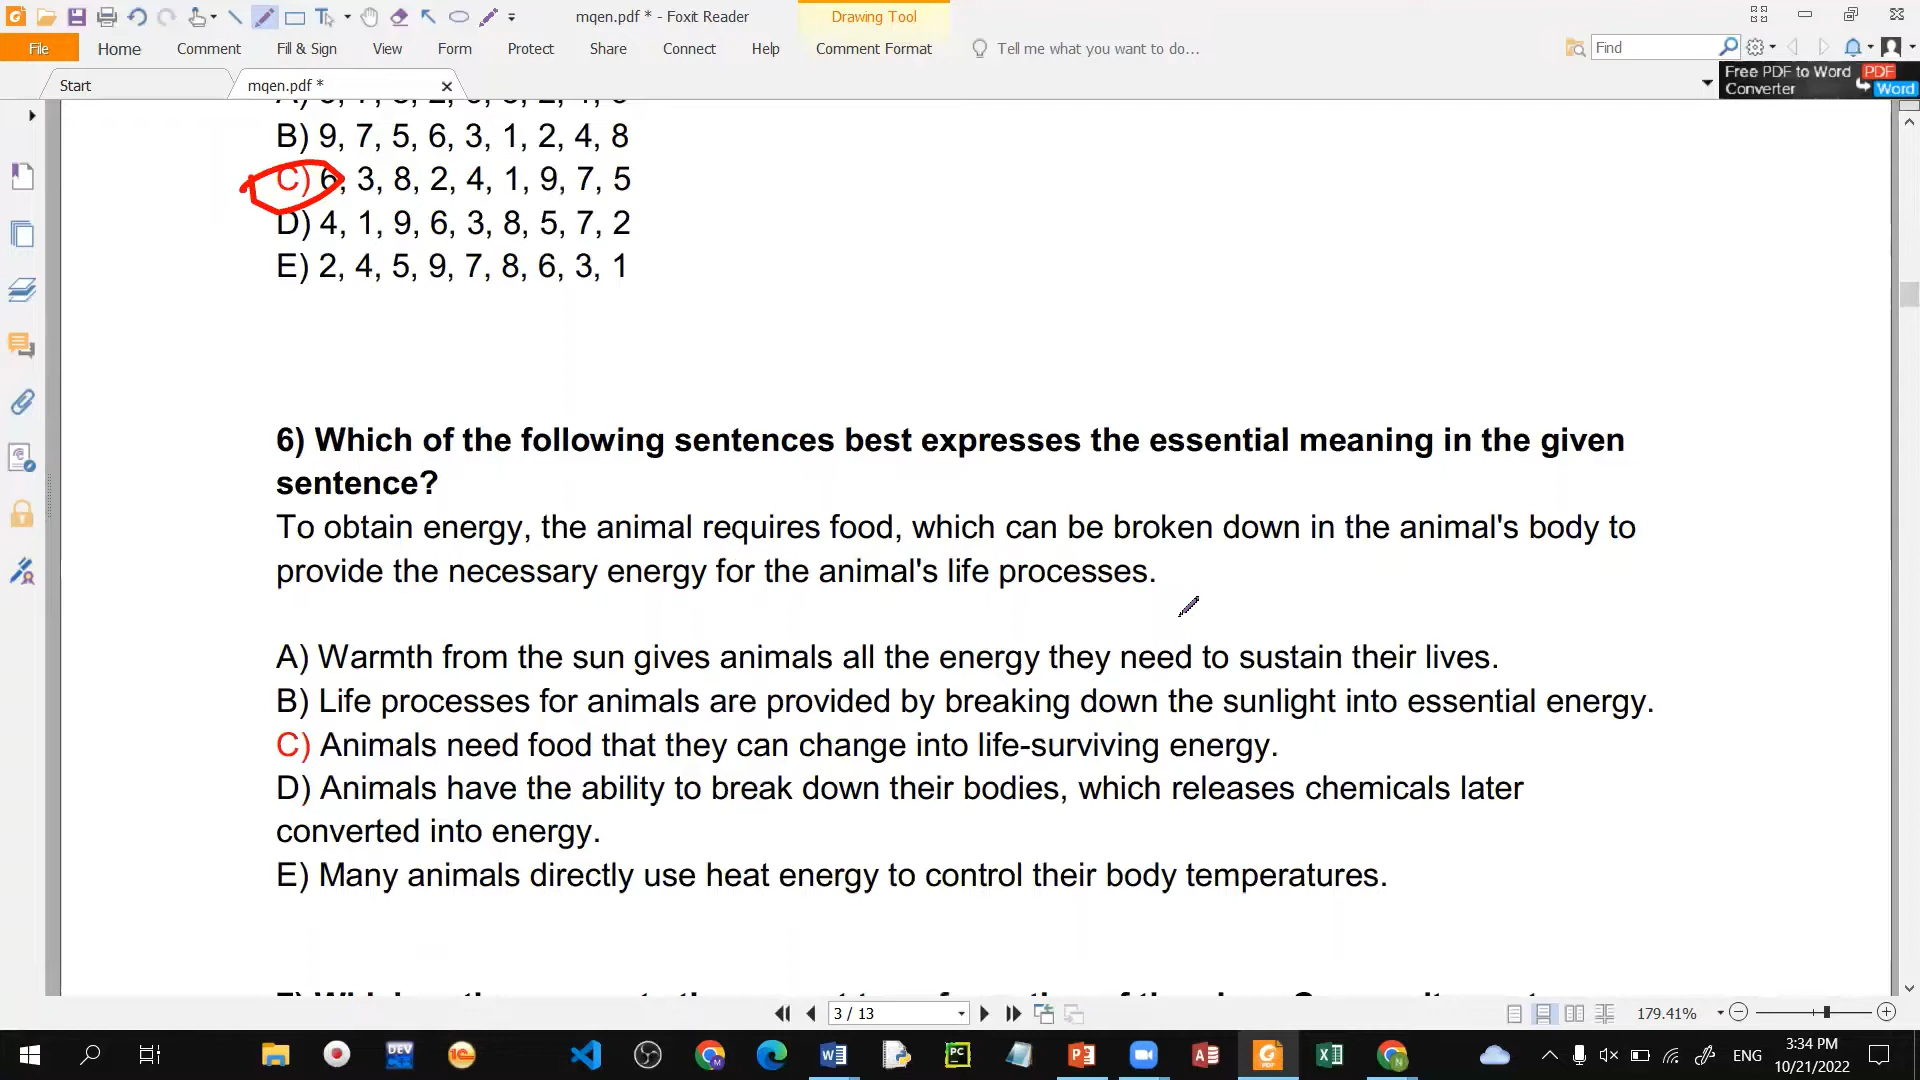 mqen.pdf * - Foxit Reader
Drawing Tool
File
Home
Comment
Fill & Sign
View
Form
Protect
Share
Connect
Help
Comment Format
Tell me what you want to do...
Find
Start
mqen.pdf *
Free PDF to Word
Converter
PDF
Word
B) 9, 7, 5, 6, 3, 1, 2, 4, 8
C) 6, 3, 8, 2, 4, 1, 9, 7, 5
D) 4, 1, 9, 6, 3, 8, 5, 7, 2
E) 2, 4, 5, 9, 7, 8, 6, 3, 1
6) Which of the following sentences best expresses the essential meaning in the given
sentence?
To obtain energy, the animal requires food, which can be broken down in the animal's body to
provide the necessary energy for the animal's life processes.
A) Warmth from the sun gives animals all the energy they need to sustain their lives.
B) Life processes for animals are provided by breaking down the sunlight into essential energy.
C) Animals need food that they can change into life-surviving energy.
D) Animals have the ability to break down their bodies, which releases chemicals later
converted into energy.
E) Many animals directly use heat energy to control their body temperatures.
3 / 13
179.41%
DEV
PC
ENG
3:34 PM
10/21/2022